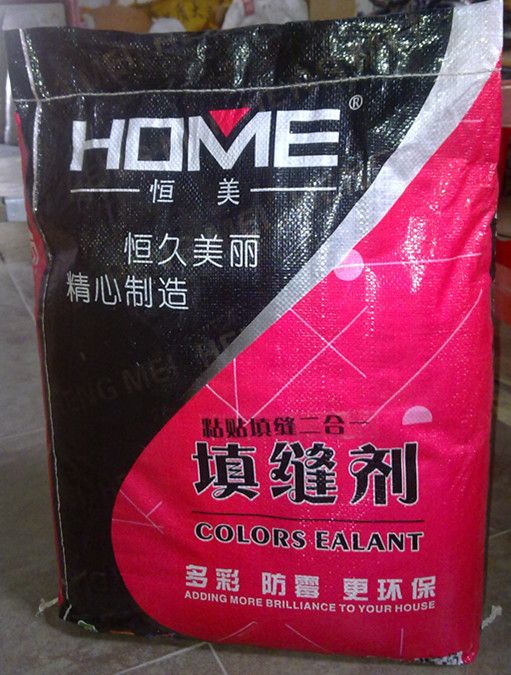 HOME®
恒 美
恒久美丽
精心制造
粘贴填缝二合一
填缝剂
COLORS EALANT
多彩 防霉 更环保
ADDING MORE BRILLIANCE TO YOUR HOUSE